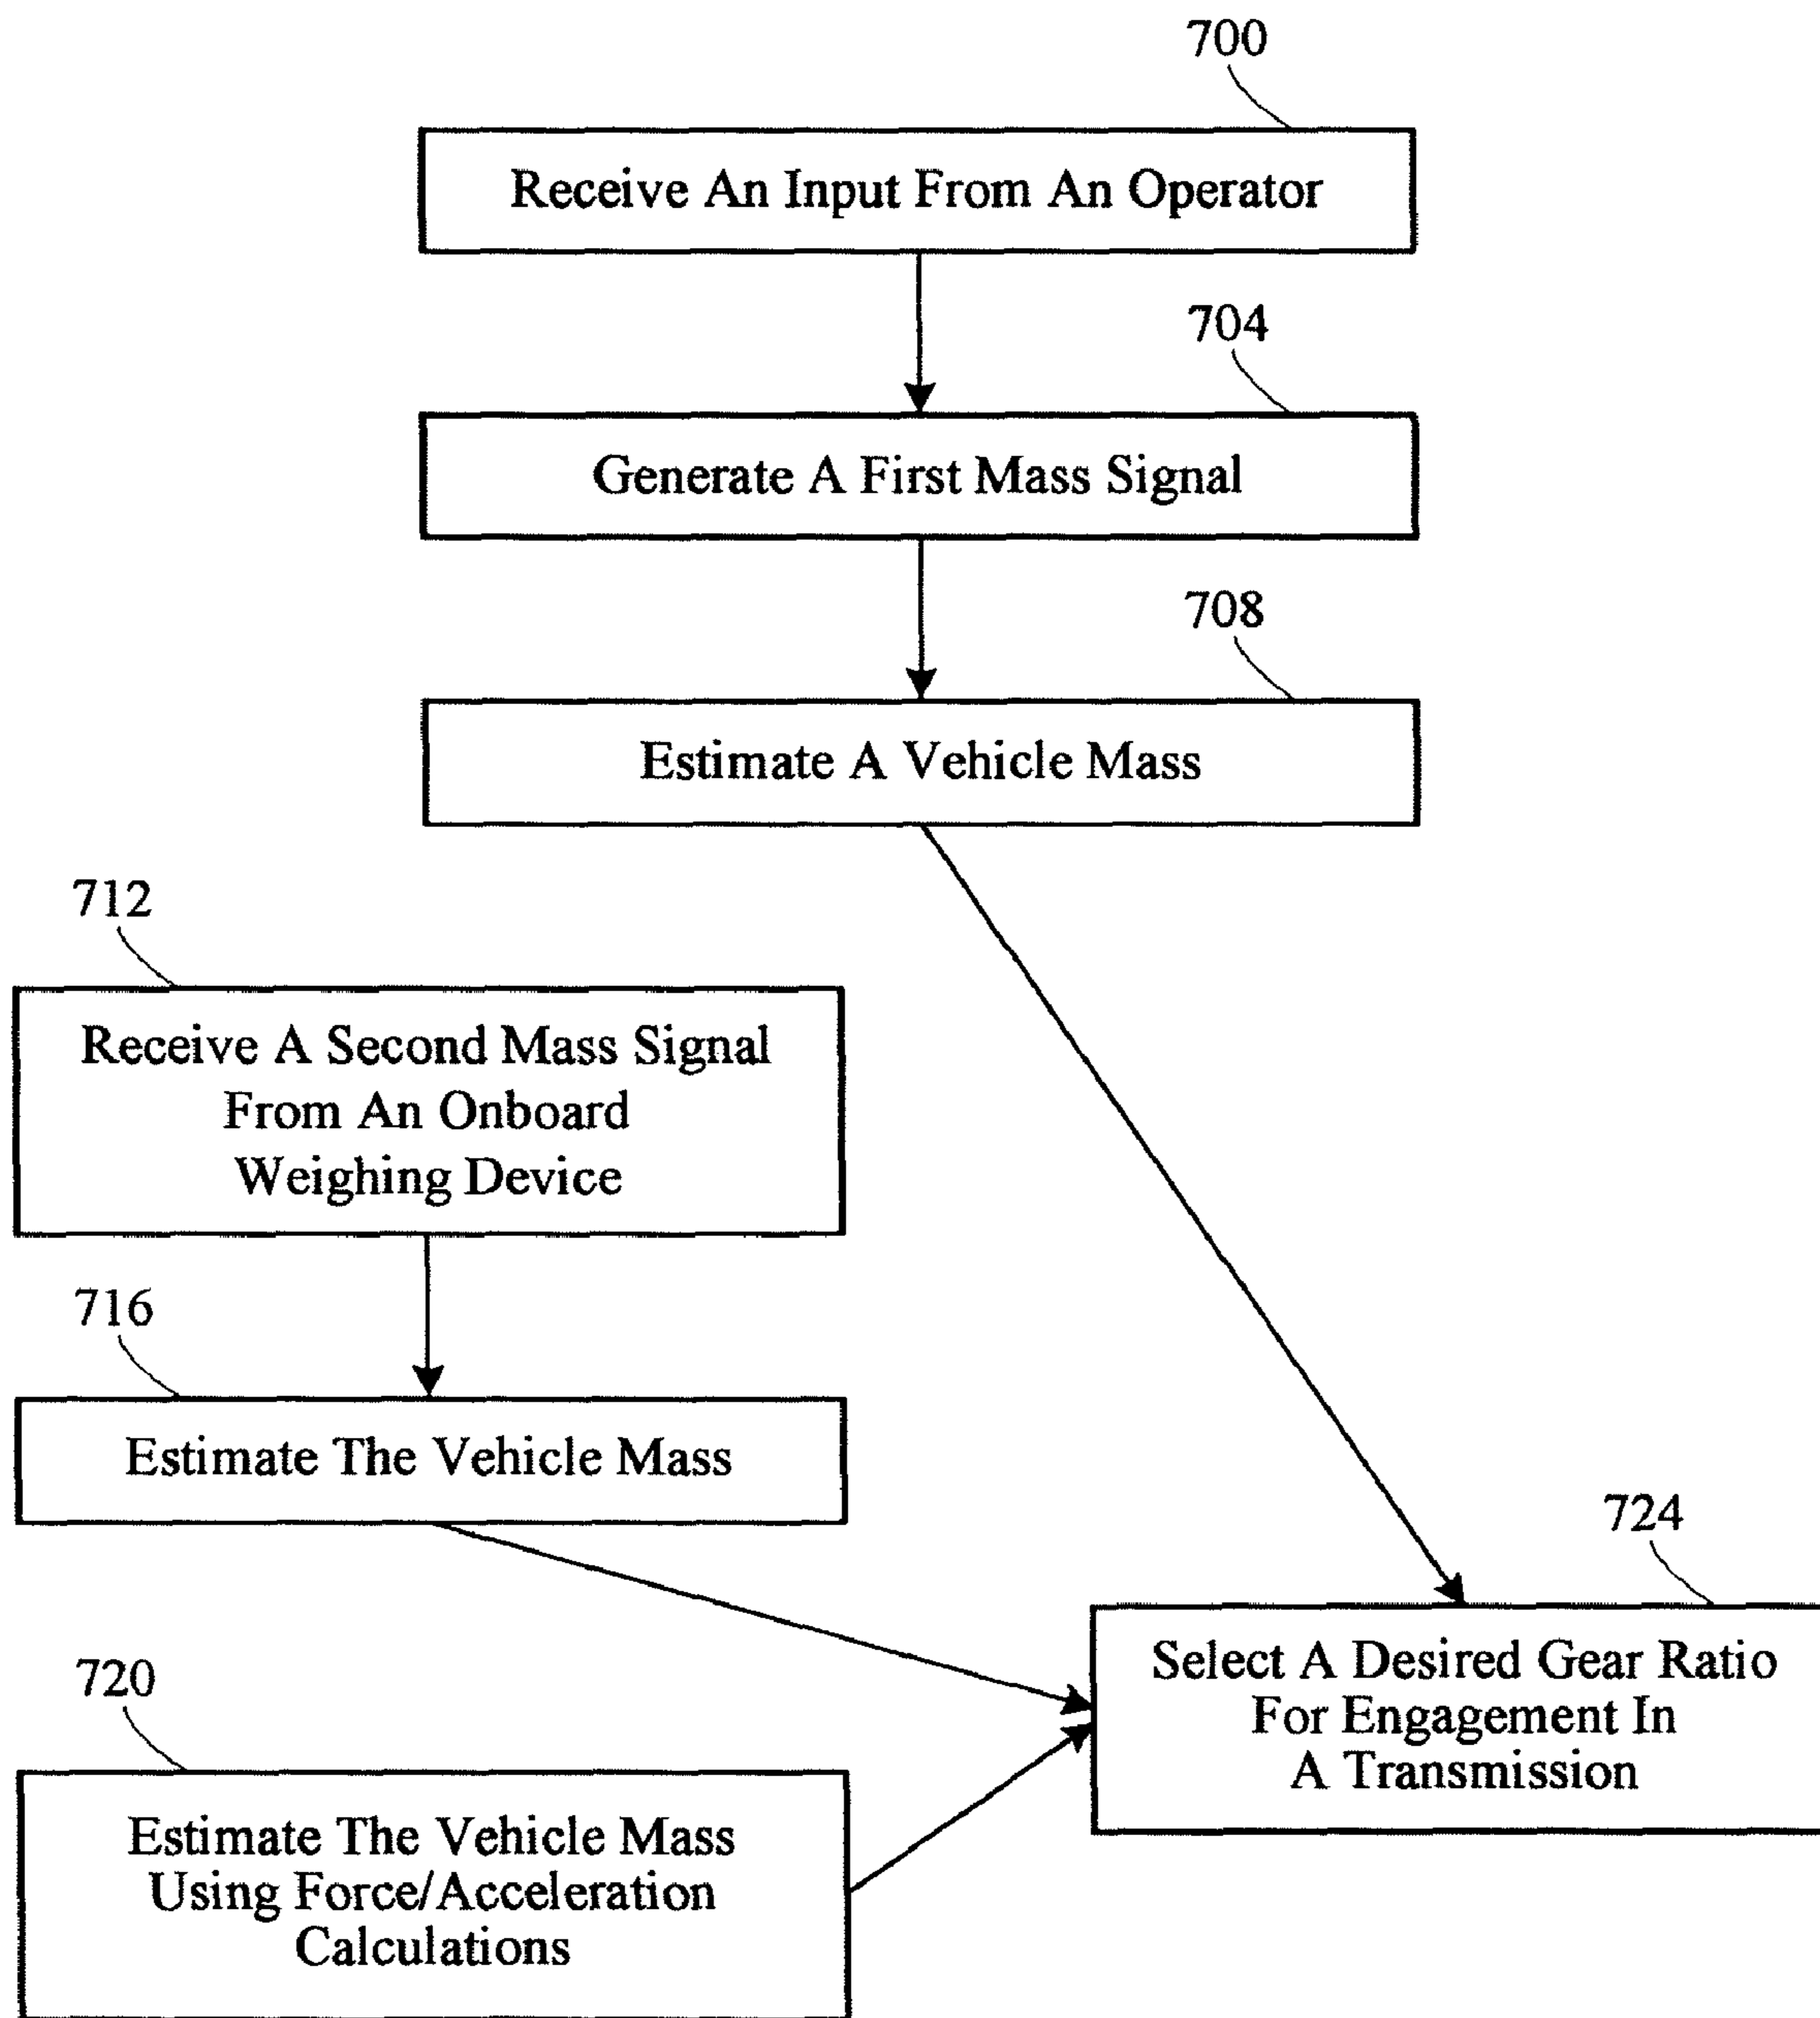 700
Receive An Input From An Operator
704
Generate A First Mass Signal
708
Estimate A Vehicle Mass
712
Receive A Second Mass Signal
From An Onboard
Weighing Device
716
Estimate The Vehicle Mass
724
Select A Desired Gear Ratio
For Engagement In
A Transmission
720
Estimate The Vehicle Mass
Using Force/Acceleration
Calculations